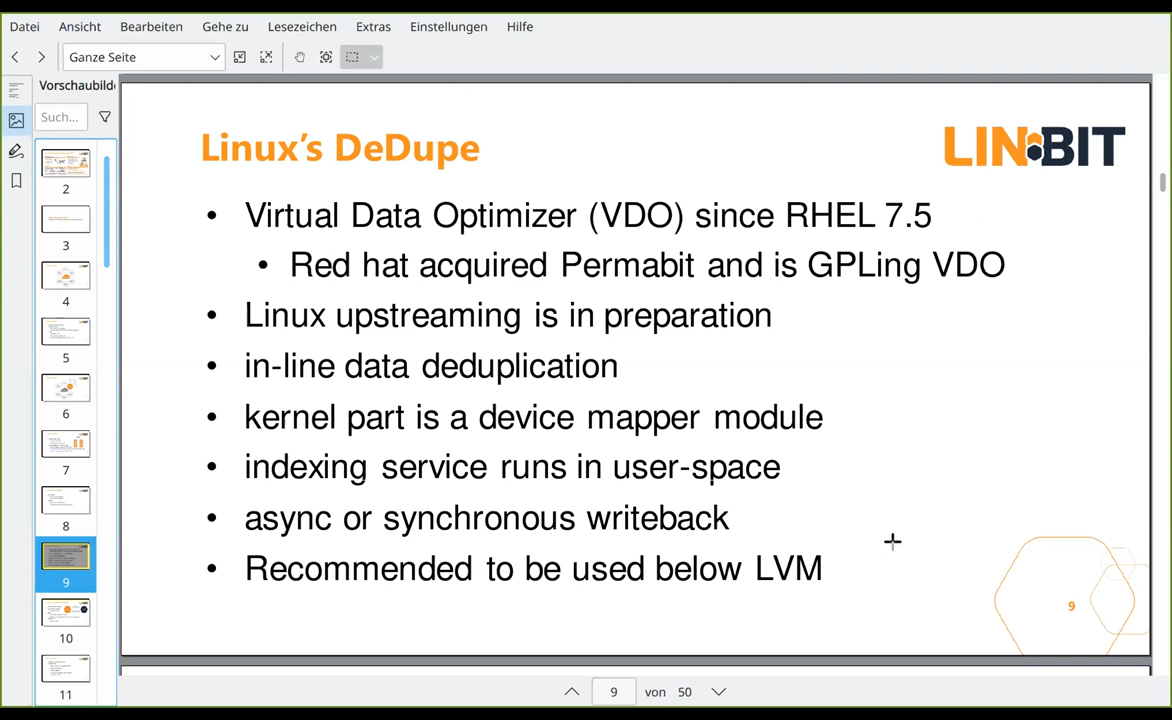 Datei Ansicht Bearbeiten Gehe zu Lesezeichen Extras Einstellungen Hilfe
Ganze Seite
Vorschaubild
Such...
2
3
4
5
6
7
8
9
10
11
Linux's DeDupe
LINBIT
• Virtual Data Optimizer (VDO) since RHEL 7.5
• Red hat acquired Permabit and is GPLing VDO
• Linux upstreaming is in preparation
• in-line data deduplication
• kernel part is a device mapper module
• indexing service runs in user-space
• async or synchronous writeback
• Recommended to be used below LVM
9
9 von 50